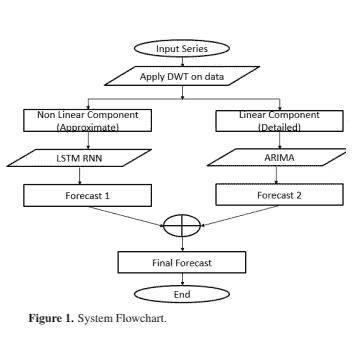 Input Series
Apply DWT on data
Non Linear Component
(Approximate)
Linear Component
(Detailed)
LSTM RNN
ARIMA
Forecast 1
Forecast 2
Final Forecast
End
Figure 1. System Flowchart.